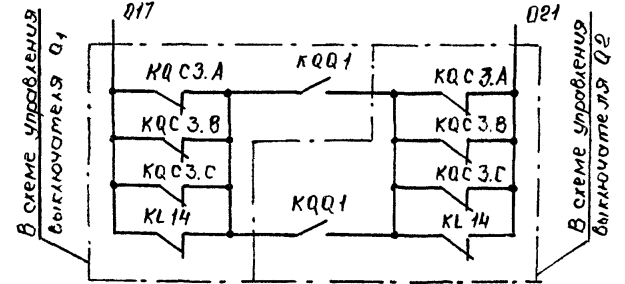 017
021
В схеме управления
выключателя Q1
KQC3.A
KQQ1
KQC3.A
KQC3.B
KQC3.B
KQC3.C
KQC3.C
KQQ1
KL14
KL14
В схеме управления
выключателя Q2